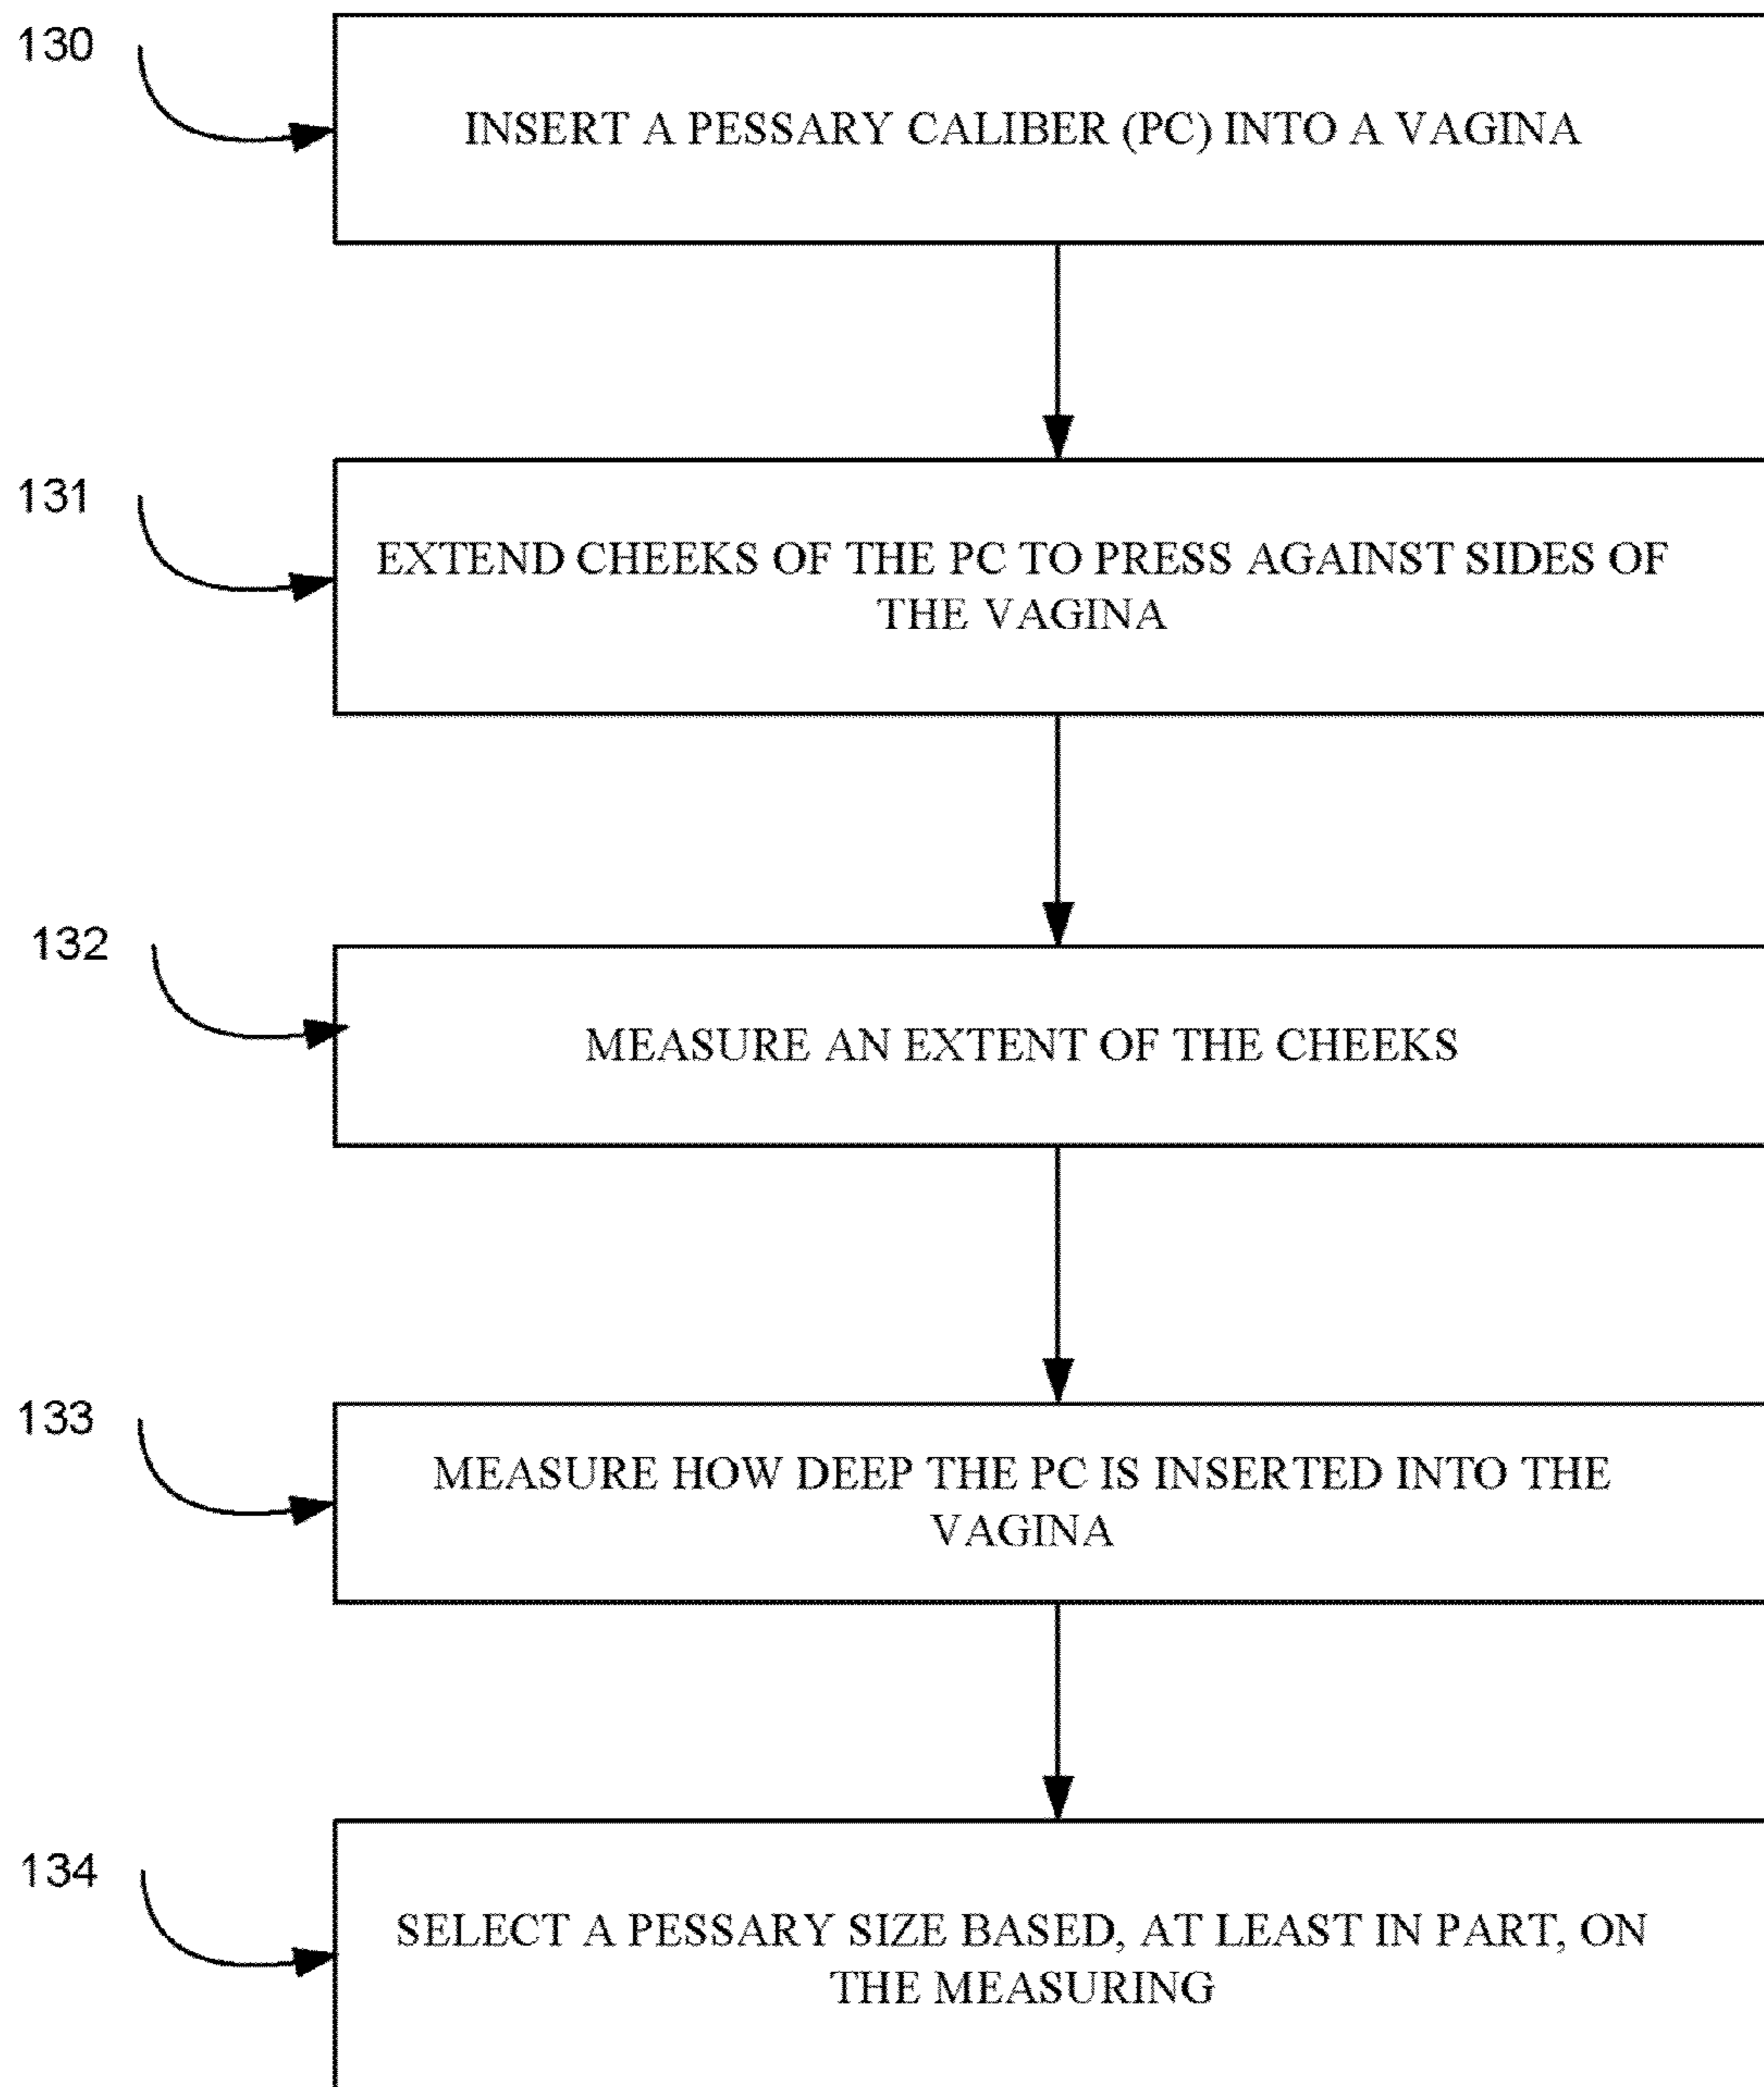 130
INSERT A PESSARY CALIBER (PC) INTO A VAGINA
131
EXTEND CHEEKS OF THE PC TO PRESS AGAINST SIDES OF
THE VAGINA
132
MEASURE AN EXTENT OF THE CHEEKS
133
MEASURE HOW DEEP THE PC IS INSERTED INTO THE
VAGINA
134
SELECT A PESSARY SIZE BASED, AT LEAST IN PART, ON
THE MEASURING